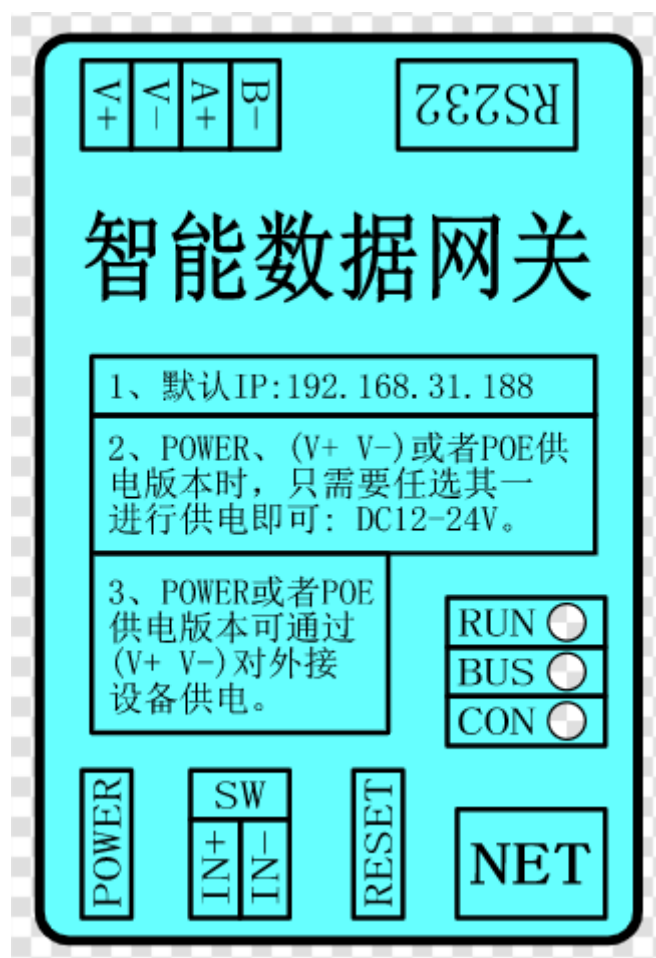 V+ V- A+ B-
RS232
智能数据网关
1、默认IP:192.168.31.188
2、POWER、(V+ V-)或者POE供
电版本时，只需要任选其一
进行供电即可: DC12-24V。
3、POWER或者POE
供电版本可通过
(V+ V-)对外接
设备供电。
RUN
BUS
CON
POWER
SW
IN+ IN-
RESET
NET